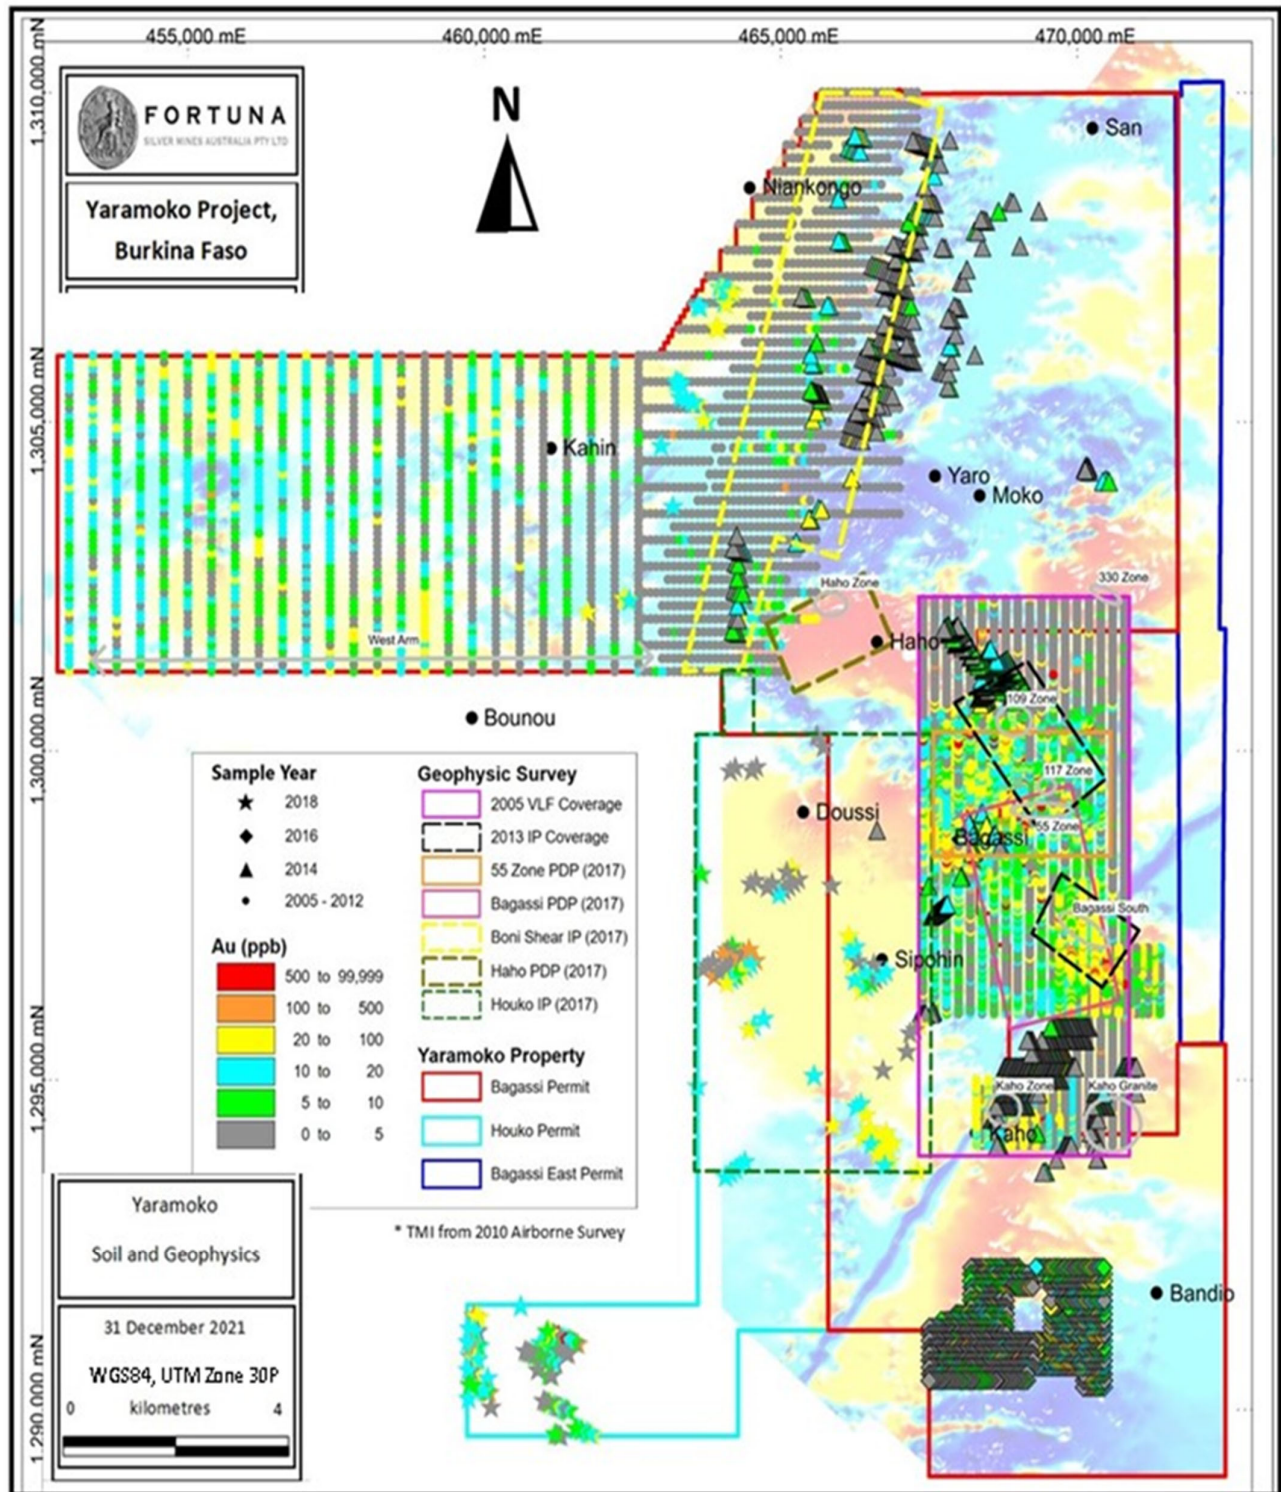 455,000 mE
460,000 mE
465,000 mE
470,000 mE
1,310,000 mN
1,305,000 mN
1,300,000 mN
1,295,000 mN
1,290,000 mN
FORTUNA
SILVER MINES AUSTRALIA PTY LTD
Yaramoko Project,
Burkina Faso
N
San
Niankongo
Kahin
Yaro
Moko
Haho Zone
330 Zone
West Arm
Haho
109 Zone
Bounou
117 Zone
Doussi
55 Zone
Bagassi
Bagassi South
Sipohin
Kaho Zone
Kaho Granite
Kaho
Bandio
Sample Year
2018
2016
2014
2005 - 2012
Au (ppb)
500 to 99,999
100 to 500
20 to 100
10 to 20
5 to 10
0 to 5
Geophysic Survey
2005 VLF Coverage
2013 IP Coverage
55 Zone PDP (2017)
Bagassi PDP (2017)
Boni Shear IP (2017)
Haho PDP (2017)
Houko IP (2017)
Yaramoko Property
Bagassi Permit
Houko Permit
Bagassi East Permit
* TMI from 2010 Airborne Survey
Yaramoko
Soil and Geophysics
31 December 2021
WGS84, UTM Zone 30P
0 kilometres 4